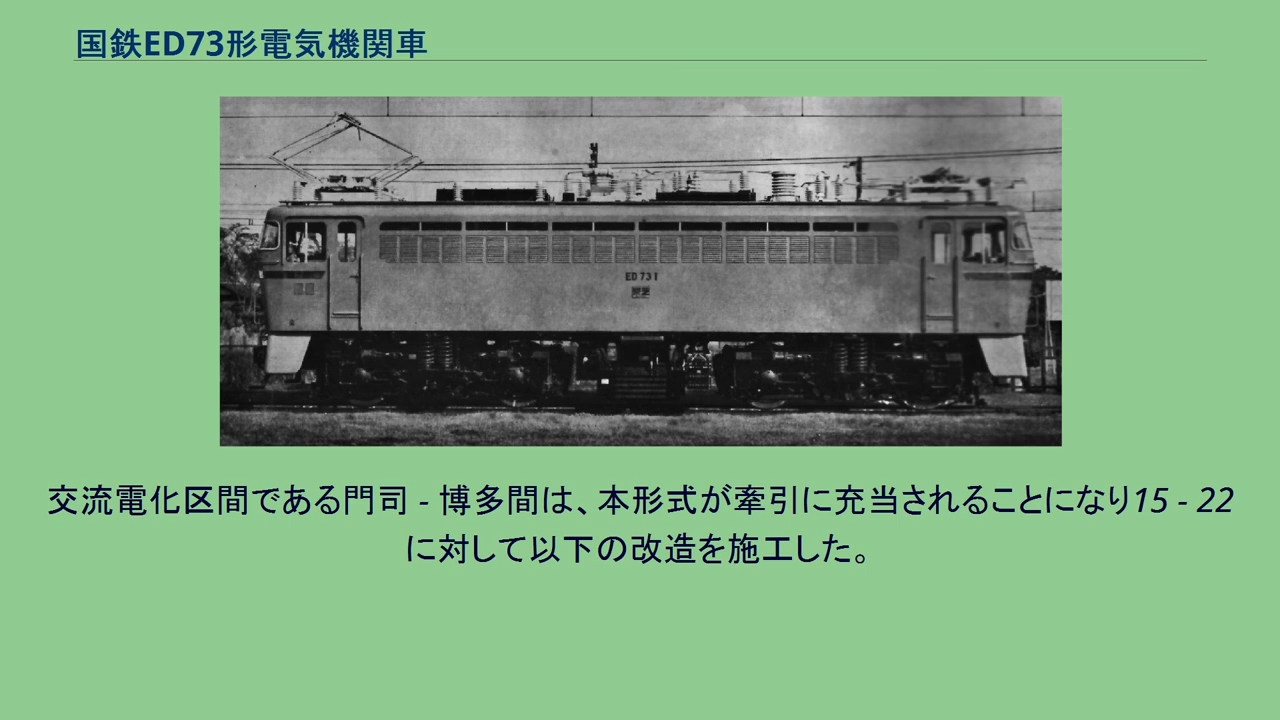 国鉄ED73形電気機関車
ED73 1
交流電化区間である門司 - 博多間は、本形式が牽引に充当されることになり15 - 22
に対して以下の改造を施工した。